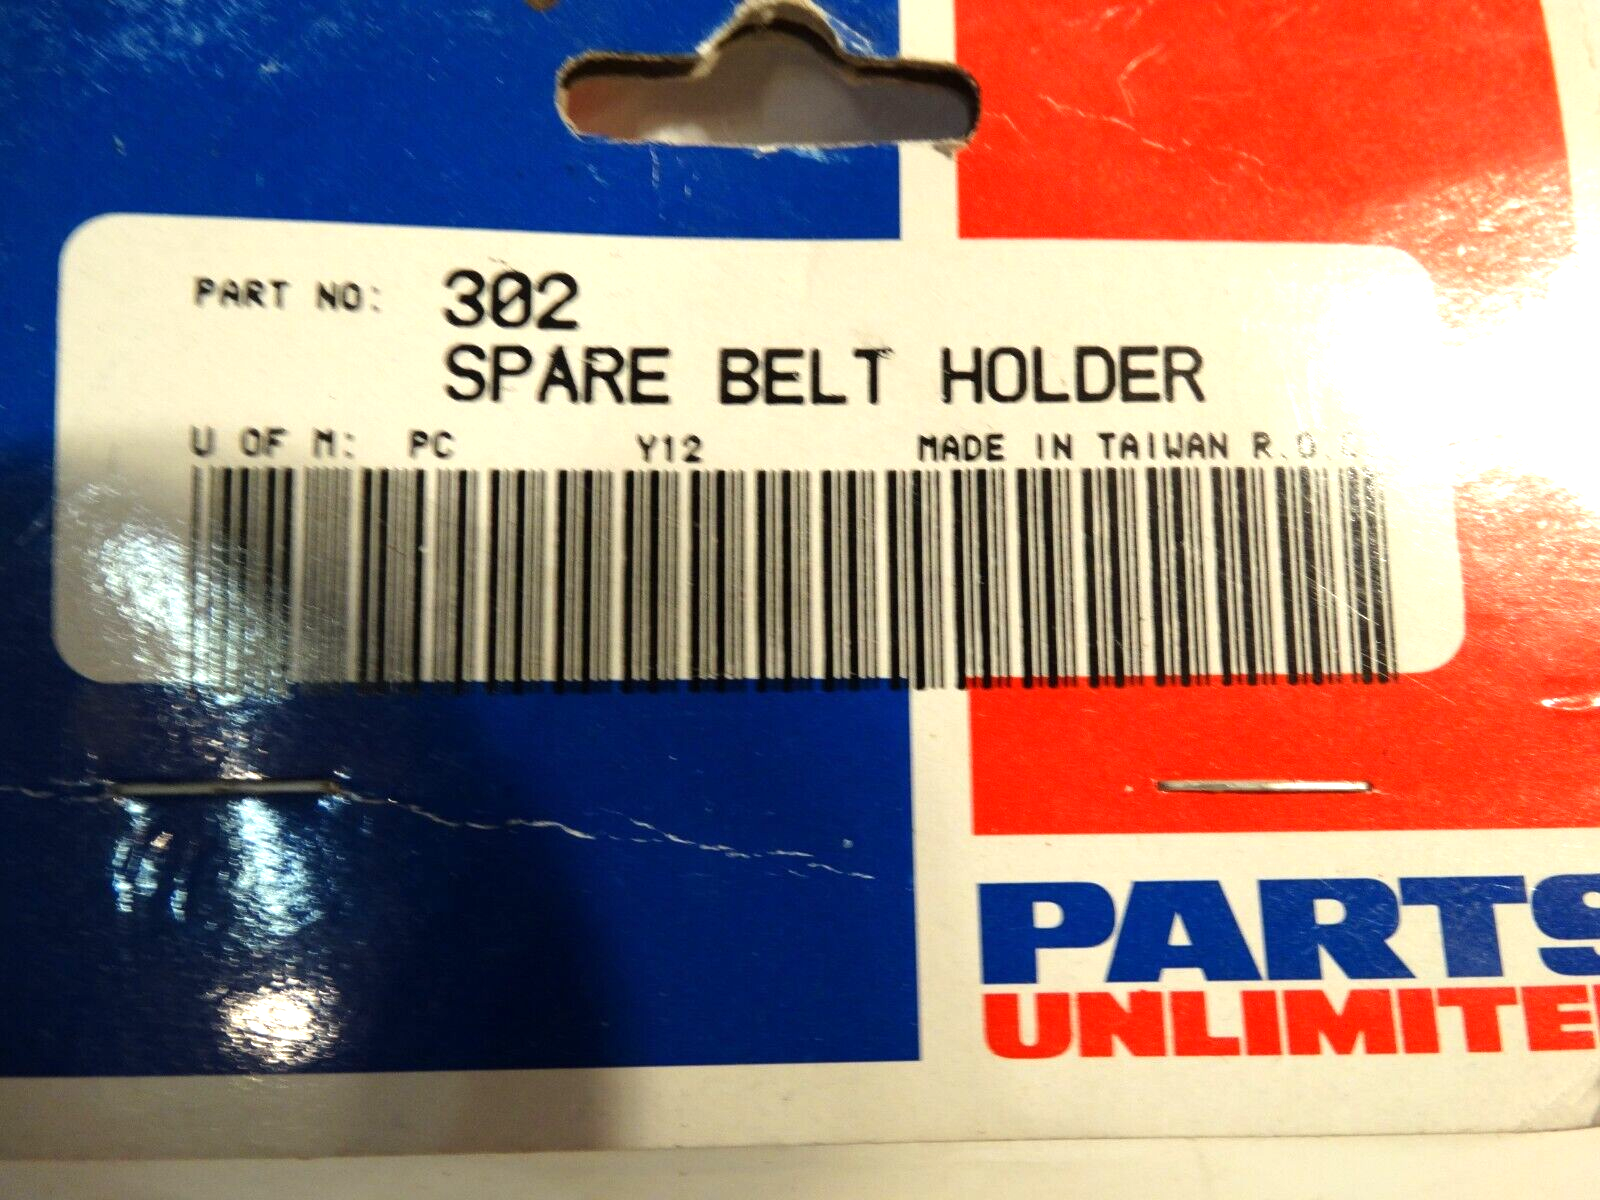 PART NO: 302
SPARE BELT HOLDER
U OF M: PC Y12 MADE IN TAIWAN R.O.C
PARTS
UNLIMITE